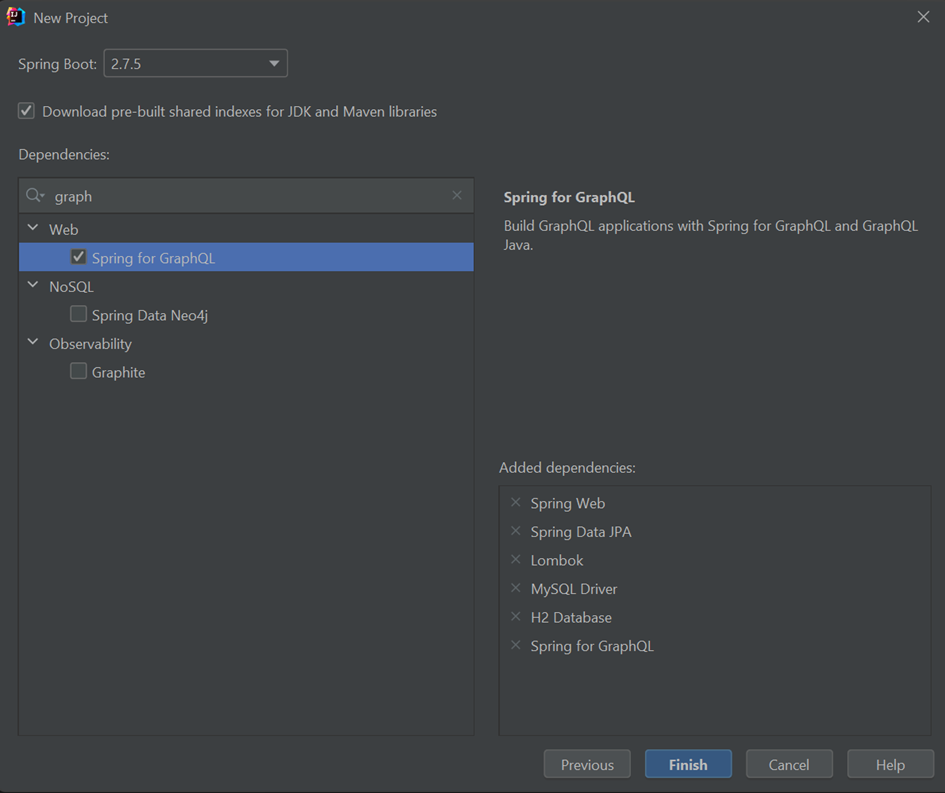 New Project
Spring Boot: 2.7.5
Download pre-built shared indexes for JDK and Maven libraries
Dependencies:
graph
Web
Spring for GraphQL
NoSQL
Spring Data Neo4j
Observability
Graphite
Spring for GraphQL
Build GraphQL applications with Spring for GraphQL and GraphQL
Java.
Added dependencies:
Spring Web
Spring Data JPA
Lombok
MySQL Driver
H2 Database
Spring for GraphQL
Previous Finish Cancel Help